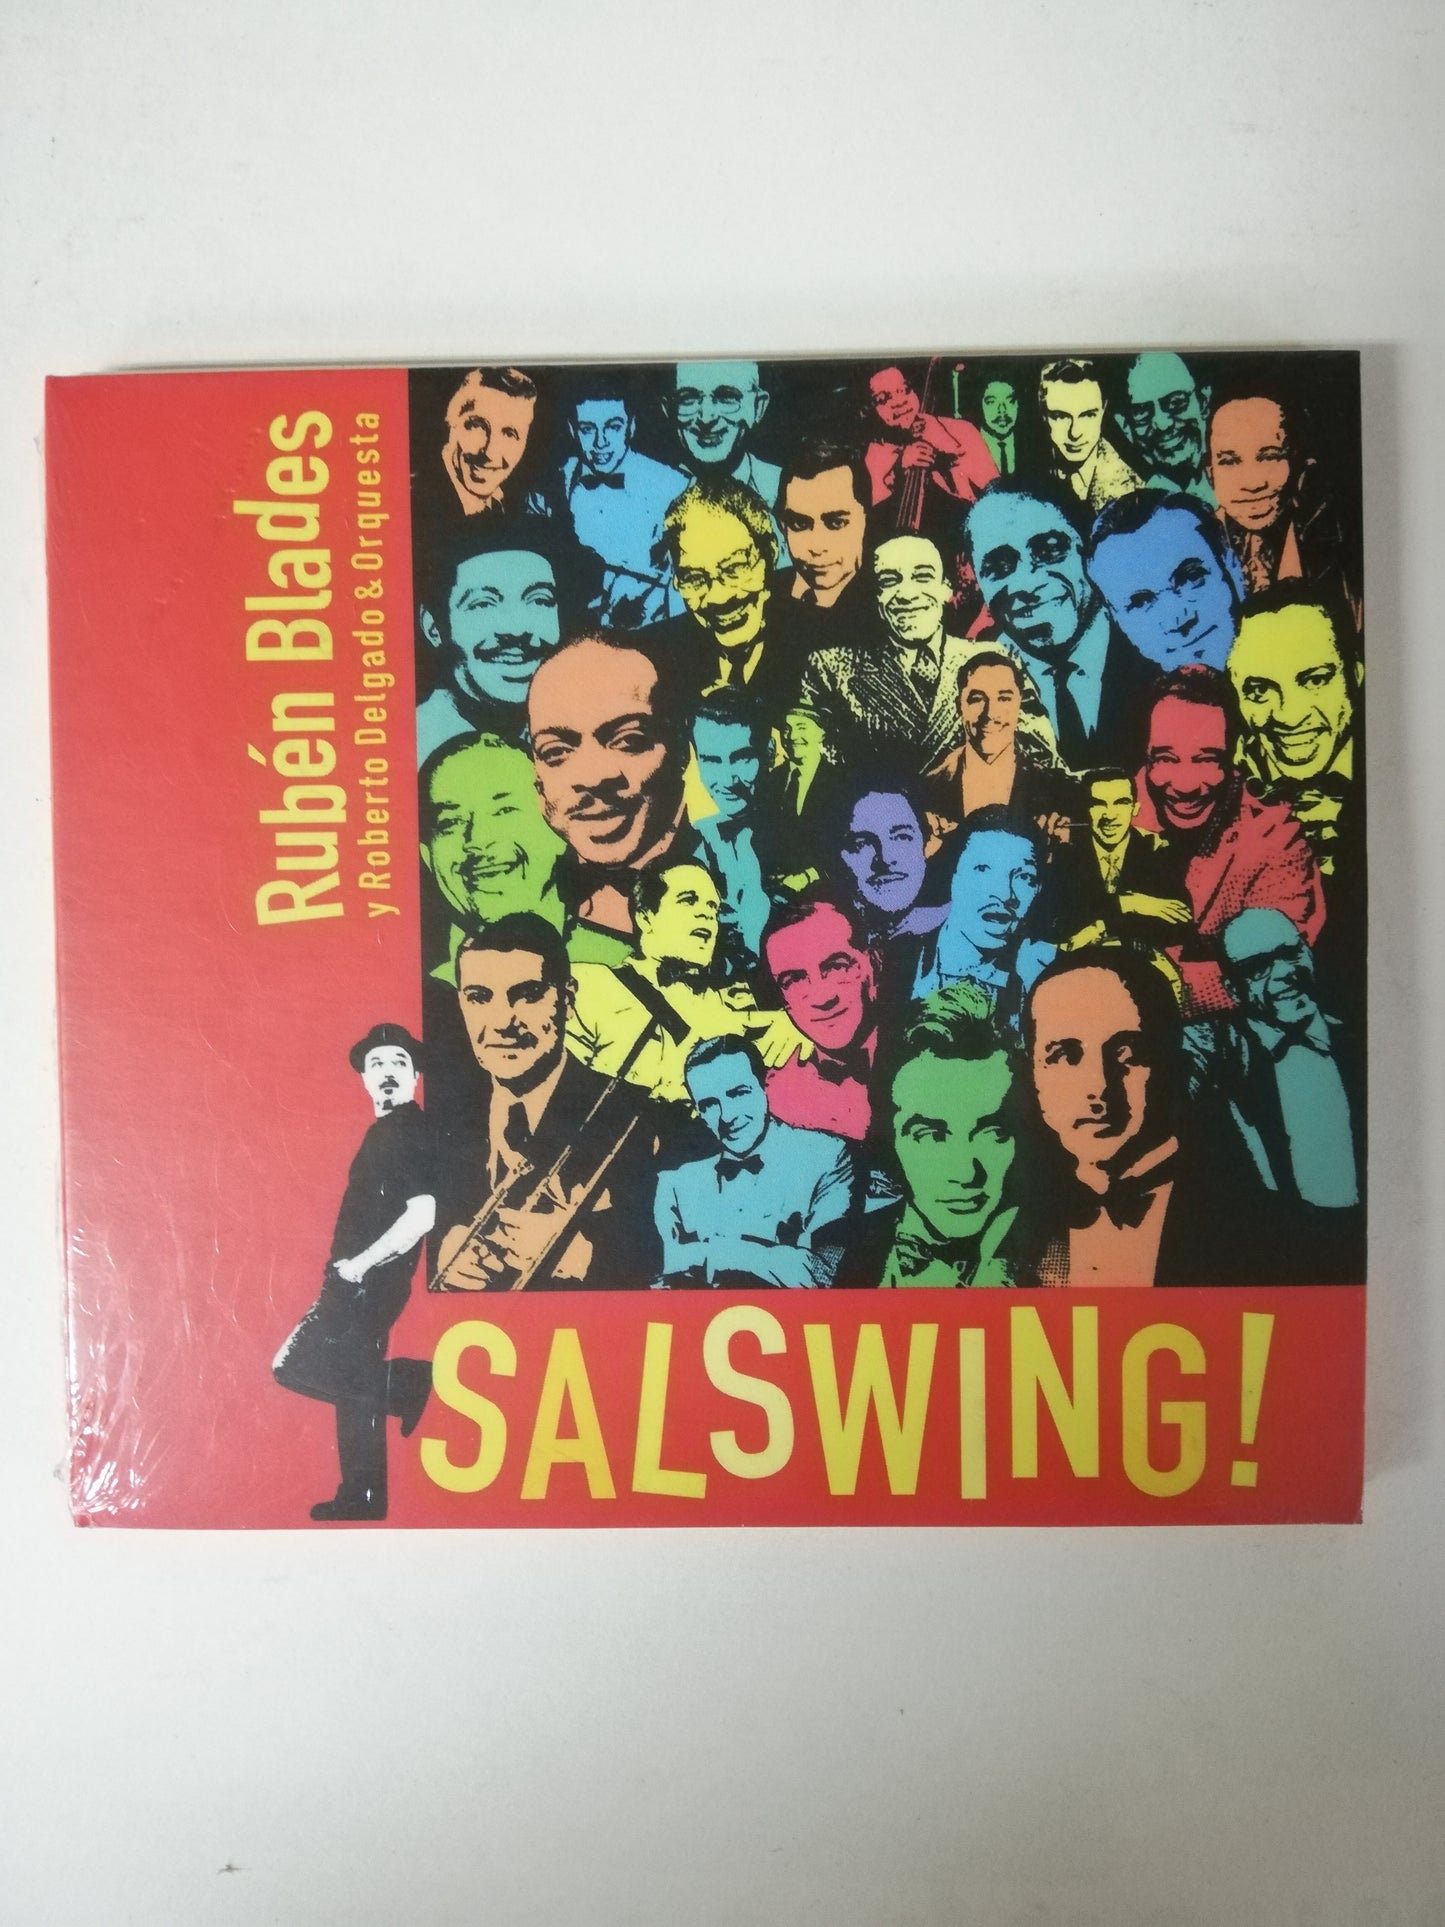 Rubén Blades
y Roberto Delgado & Orquesta
SALSWING!